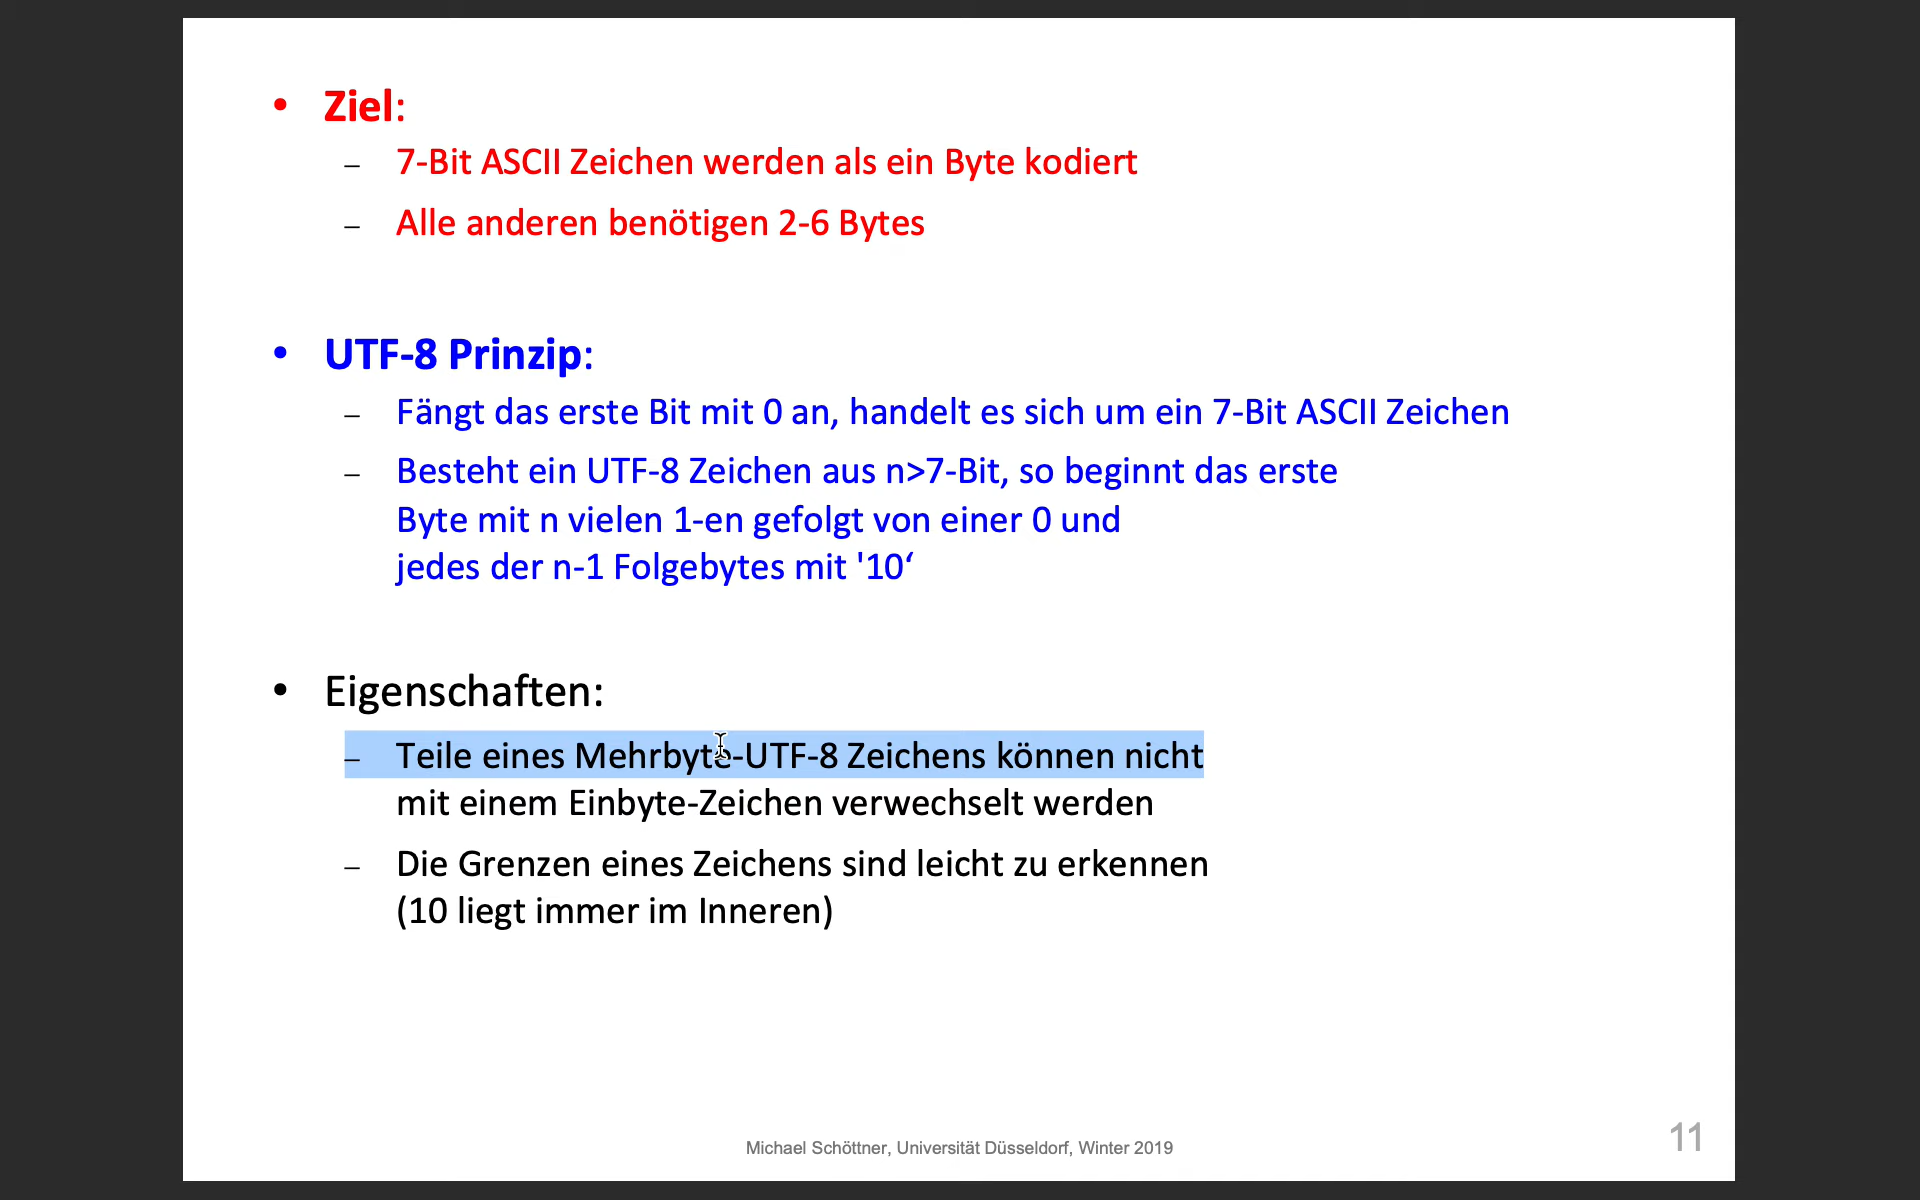 • Ziel:
– 7-Bit ASCII Zeichen werden als ein Byte kodiert
– Alle anderen benötigen 2-6 Bytes
• UTF-8 Prinzip:
– Fängt das erste Bit mit 0 an, handelt es sich um ein 7-Bit ASCII Zeichen
– Besteht ein UTF-8 Zeichen aus n>7-Bit, so beginnt das erste
Byte mit n vielen 1-en gefolgt von einer 0 und
jedes der n-1 Folgebytes mit '10‘
• Eigenschaften:
– Teile eines Mehrbyte-UTF-8 Zeichens können nicht
mit einem Einbyte-Zeichen verwechselt werden
– Die Grenzen eines Zeichens sind leicht zu erkennen
(10 liegt immer im Inneren)
Michael Schöttner, Universität Düsseldorf, Winter 2019
11